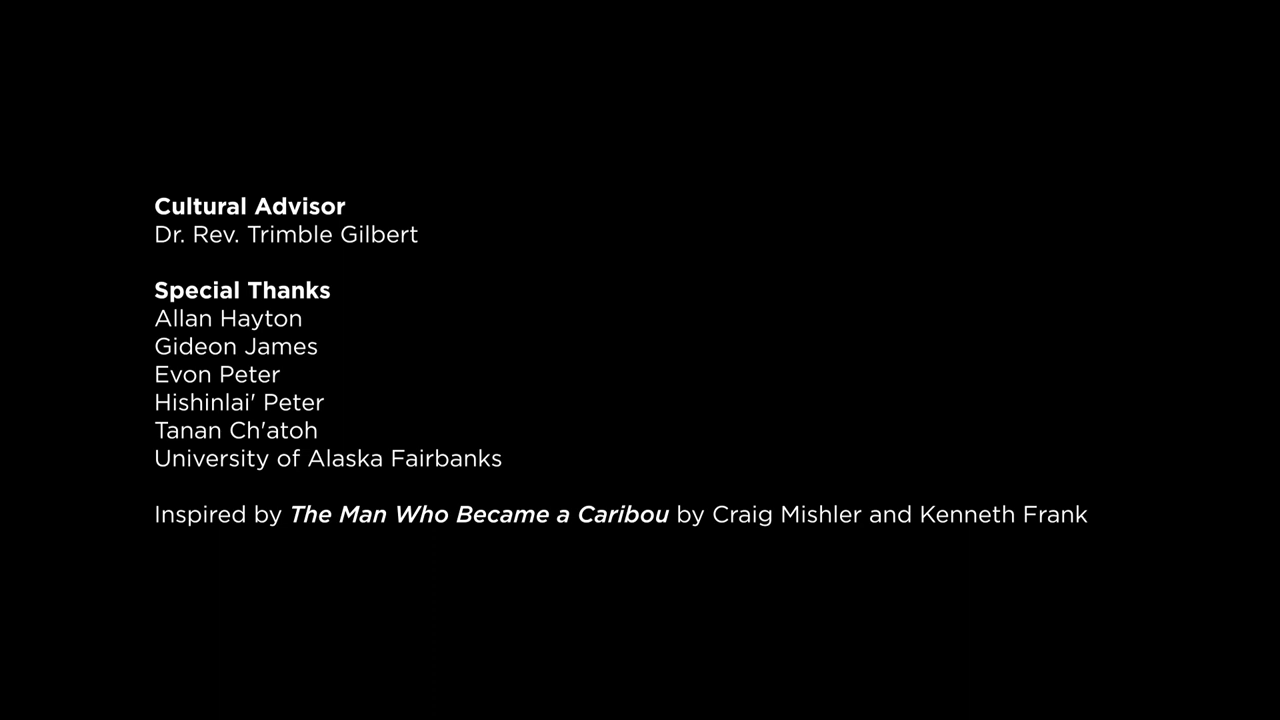 Cultural Advisor
Dr. Rev. Trimble Gilbert
Special Thanks
Allan Hayton
Gideon James
Evon Peter
Hishinlai' Peter
Tanan Ch'atoh
University of Alaska Fairbanks
Inspired by The Man Who Became a Caribou by Craig Mishler and Kenneth Frank